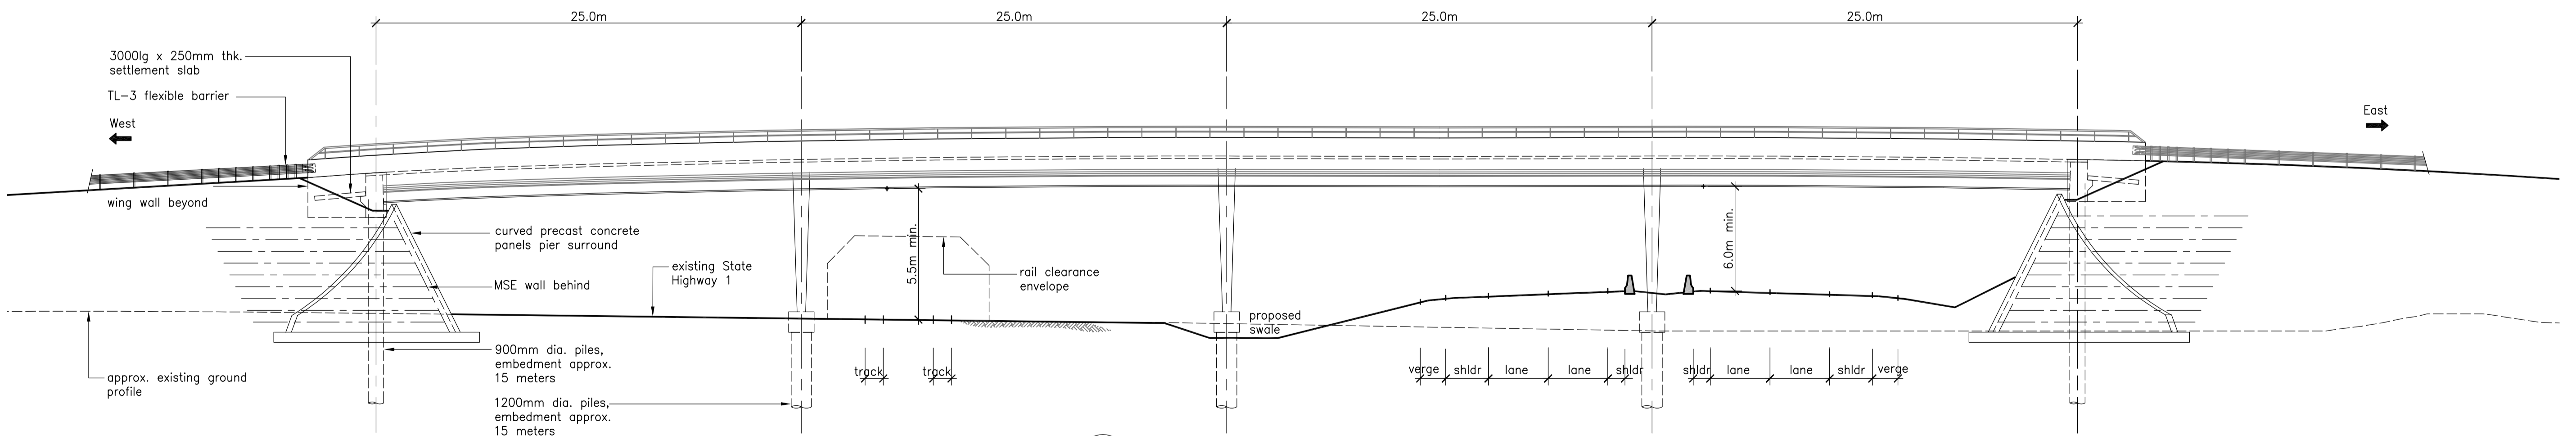 25.0m
25.0m
25.0m
25.0m
3000lg x 250mm thk.
settlement slab
TL-3 flexible barrier
West
East
wing wall beyond
curved precast concrete
panels pier surround
MSE wall behind
existing State
Highway 1
5.5m min.
rail clearance
envelope
6.0m min.
proposed
swale
approx. existing ground
profile
900mm dia. piles,
embedment approx.
15 meters
1200mm dia. piles,
embedment approx.
15 meters
track
track
verge
shldr
lane
lane
shldr
shldr
lane
lane
shldr
verge